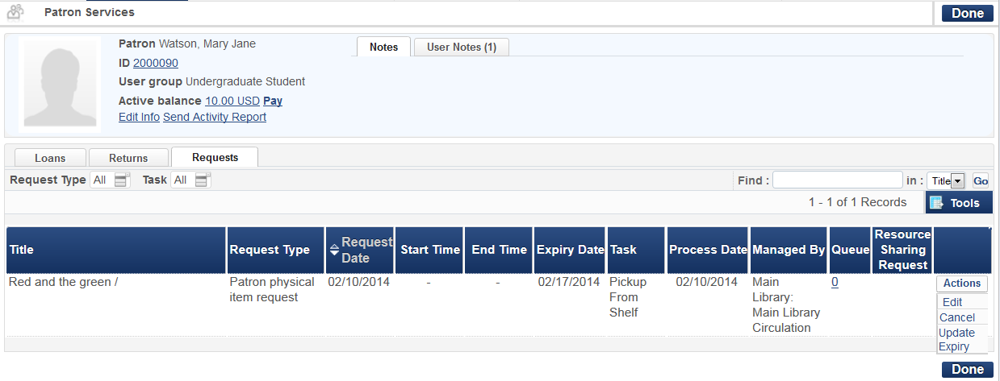 Patron Services
Done
Patron Watson, Mary Jane
ID 2000090
User group Undergraduate Student
Active balance 10.00 USD Pay
Edit Info Send Activity Report
Notes User Notes (1)
Loans Returns Requests
Request Type All Task All Find : in : Title Go
1 - 1 of 1 Records Tools
Title Request Type Request Date Start Time End Time Expiry Date Task Process Date Managed By Queue Resource Sharing Request
Red and the green / Patron physical item request 02/10/2014 - - 02/17/2014 Pickup From Shelf 02/10/2014 Main Library: Main Library Circulation 0 Actions
Edit
Cancel
Update
Expiry
Done